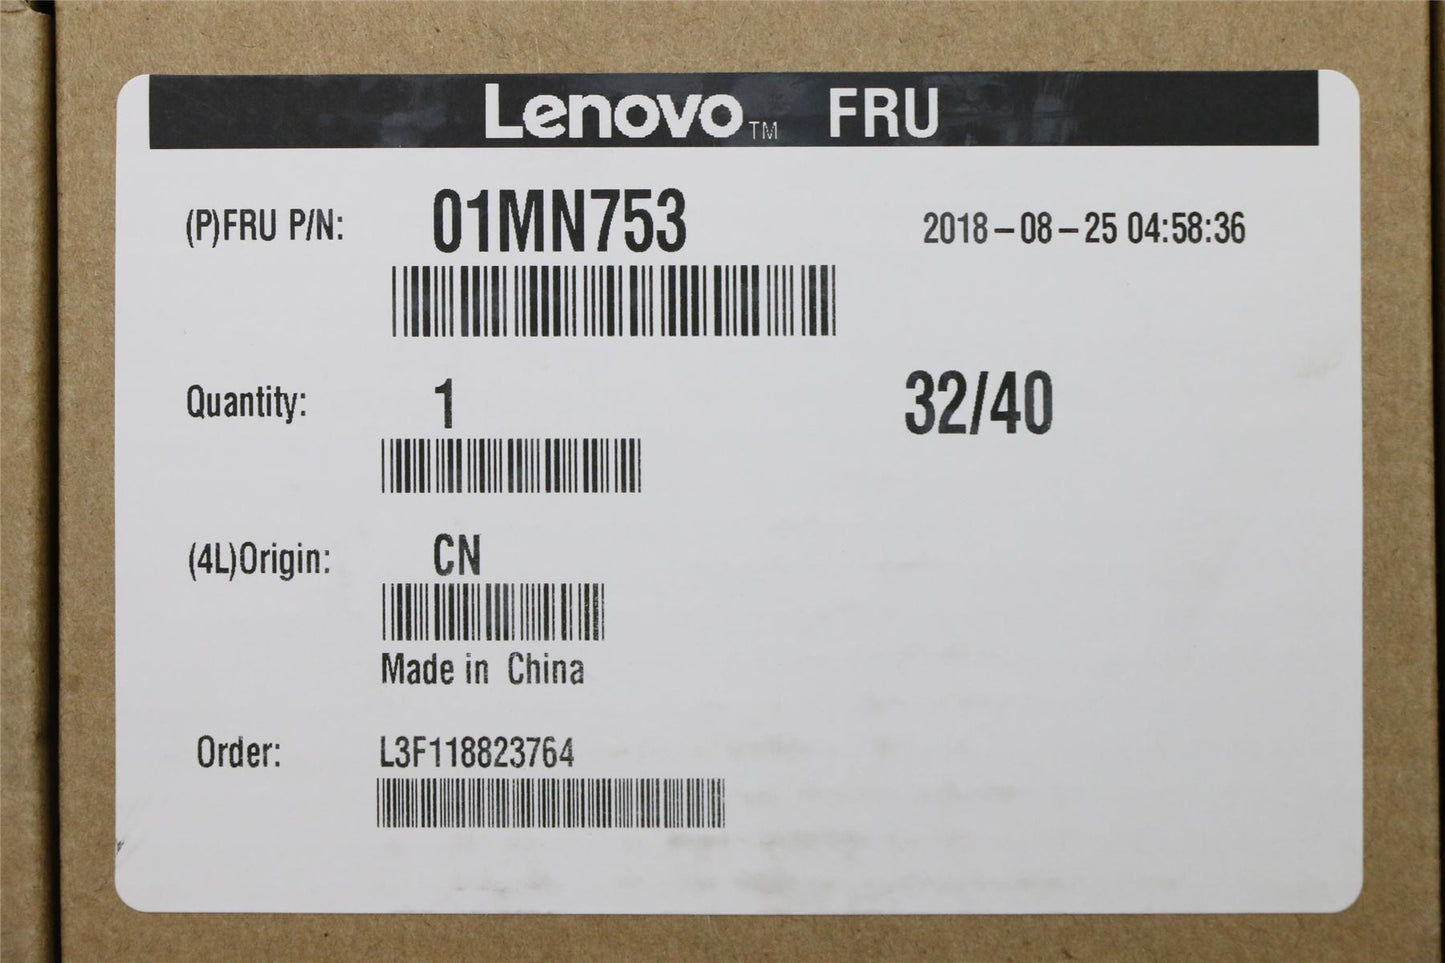 Lenovo™ FRU
(P)FRU P/N: 01MN753 2018-08-25 04:58:36
Quantity: 1 32/40
(4L)Origin: CN
Made in China
Order: L3F118823764